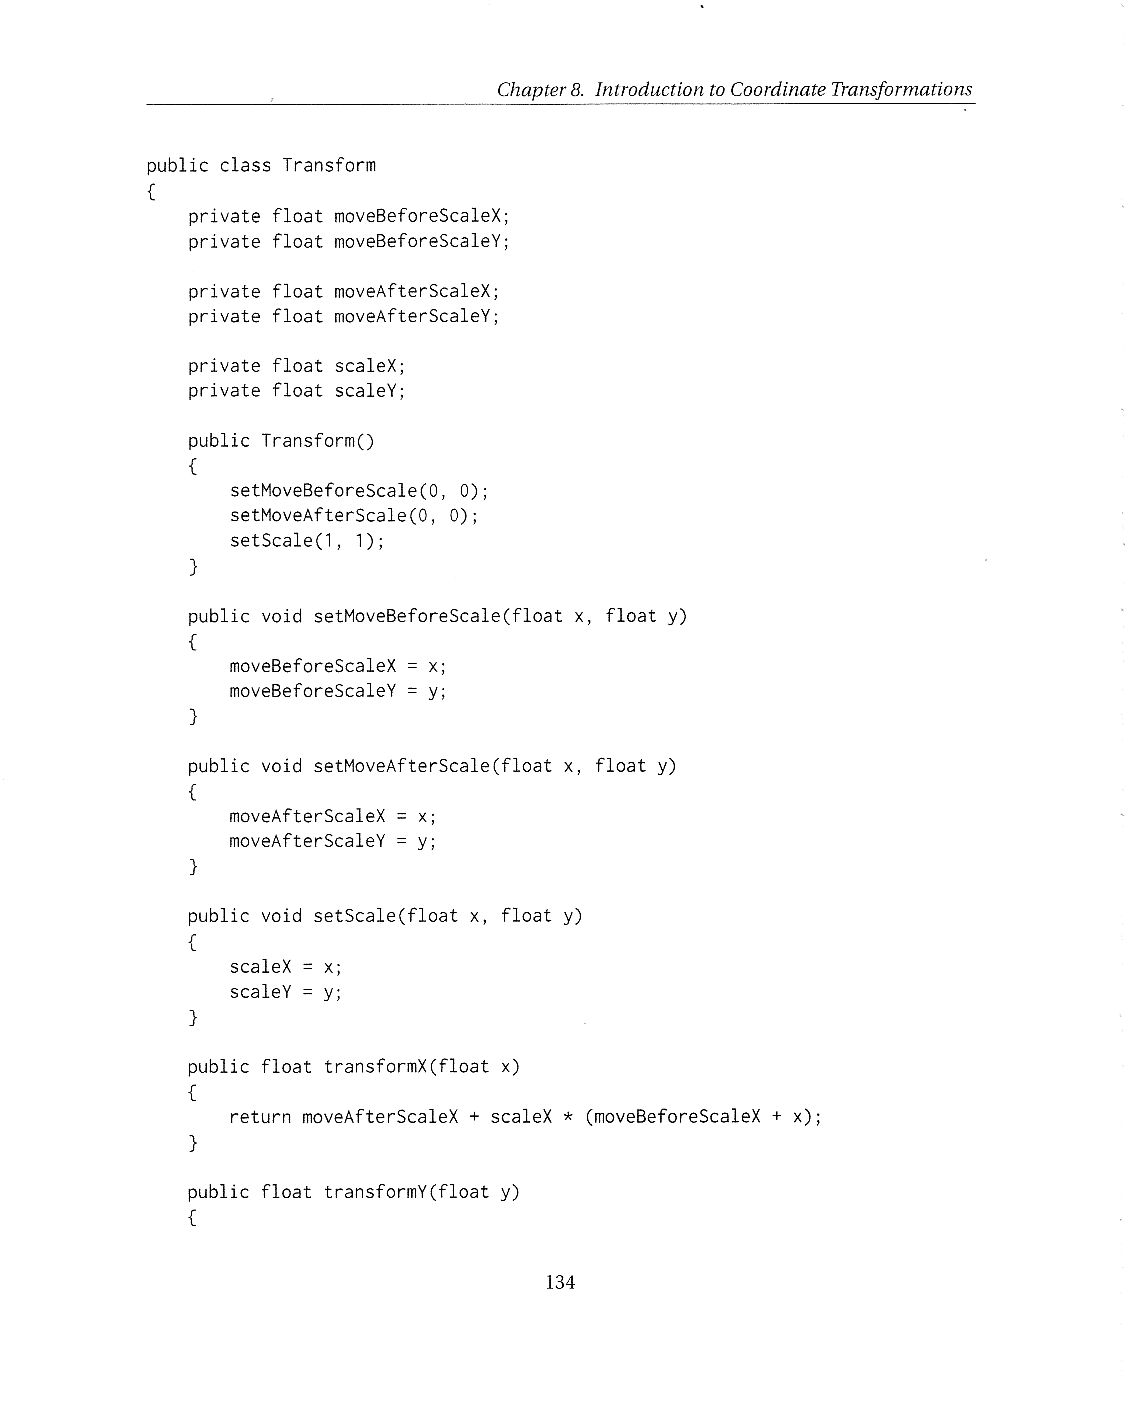 Chapter 8. Introduction to Coordinate Transformations
public class Transform
{
    private float moveBeforeScaleX;
    private float moveBeforeScaleY;

    private float moveAfterScaleX;
    private float moveAfterScaleY;

    private float scaleX;
    private float scaleY;

    public Transform()
    {
        setMoveBeforeScale(0, 0);
        setMoveAfterScale(0, 0);
        setScale(1, 1);
    }

    public void setMoveBeforeScale(float x, float y)
    {
        moveBeforeScaleX = x;
        moveBeforeScaleY = y;
    }

    public void setMoveAfterScale(float x, float y)
    {
        moveAfterScaleX = x;
        moveAfterScaleY = y;
    }

    public void setScale(float x, float y)
    {
        scaleX = x;
        scaleY = y;
    }

    public float transformX(float x)
    {
        return moveAfterScaleX + scaleX * (moveBeforeScaleX + x);
    }

    public float transformY(float y)
    {
134